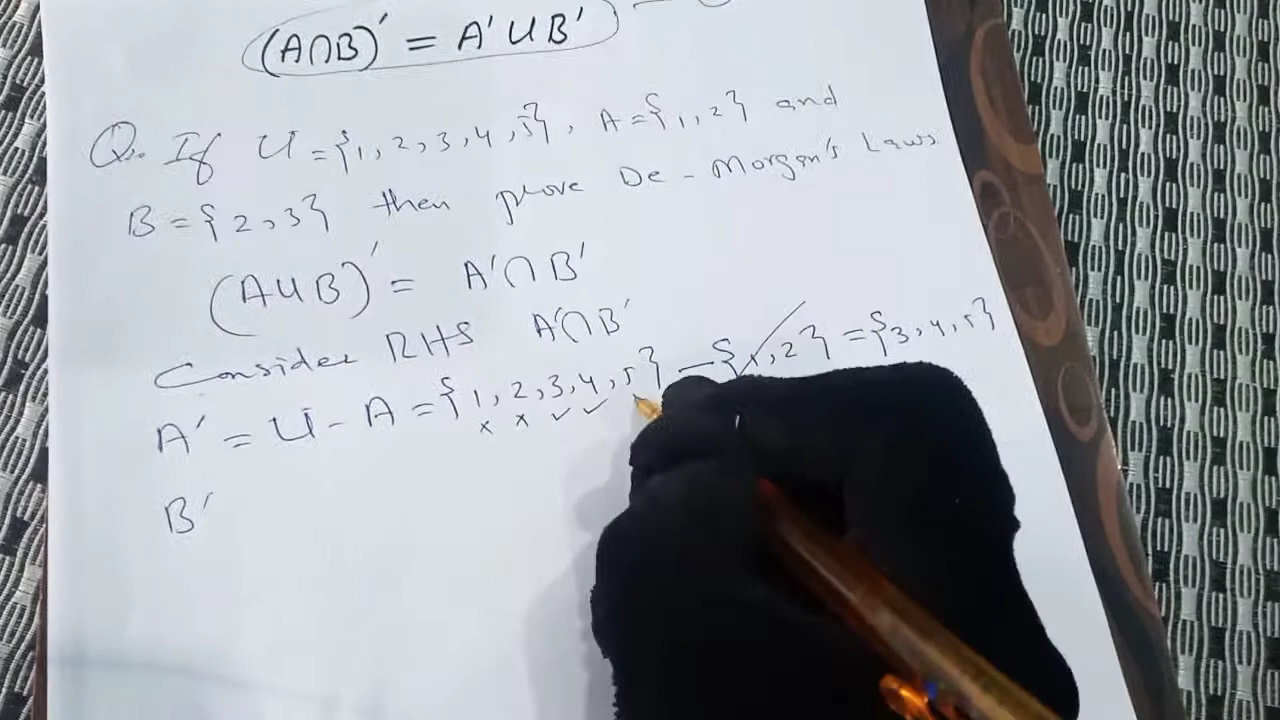 (A∩B)' = A'∪B'
Q. If U={1,2,3,4,5}, A={1,2} and
B={2,3} then prove De-Morgan's Laws
(A∪B)' = A'∩B'
Consider RHS A'∩B'
A' = U-A = {1,2,3,4,5} - {1,2} = {3,4,5}
× × ✓ ✓
B'